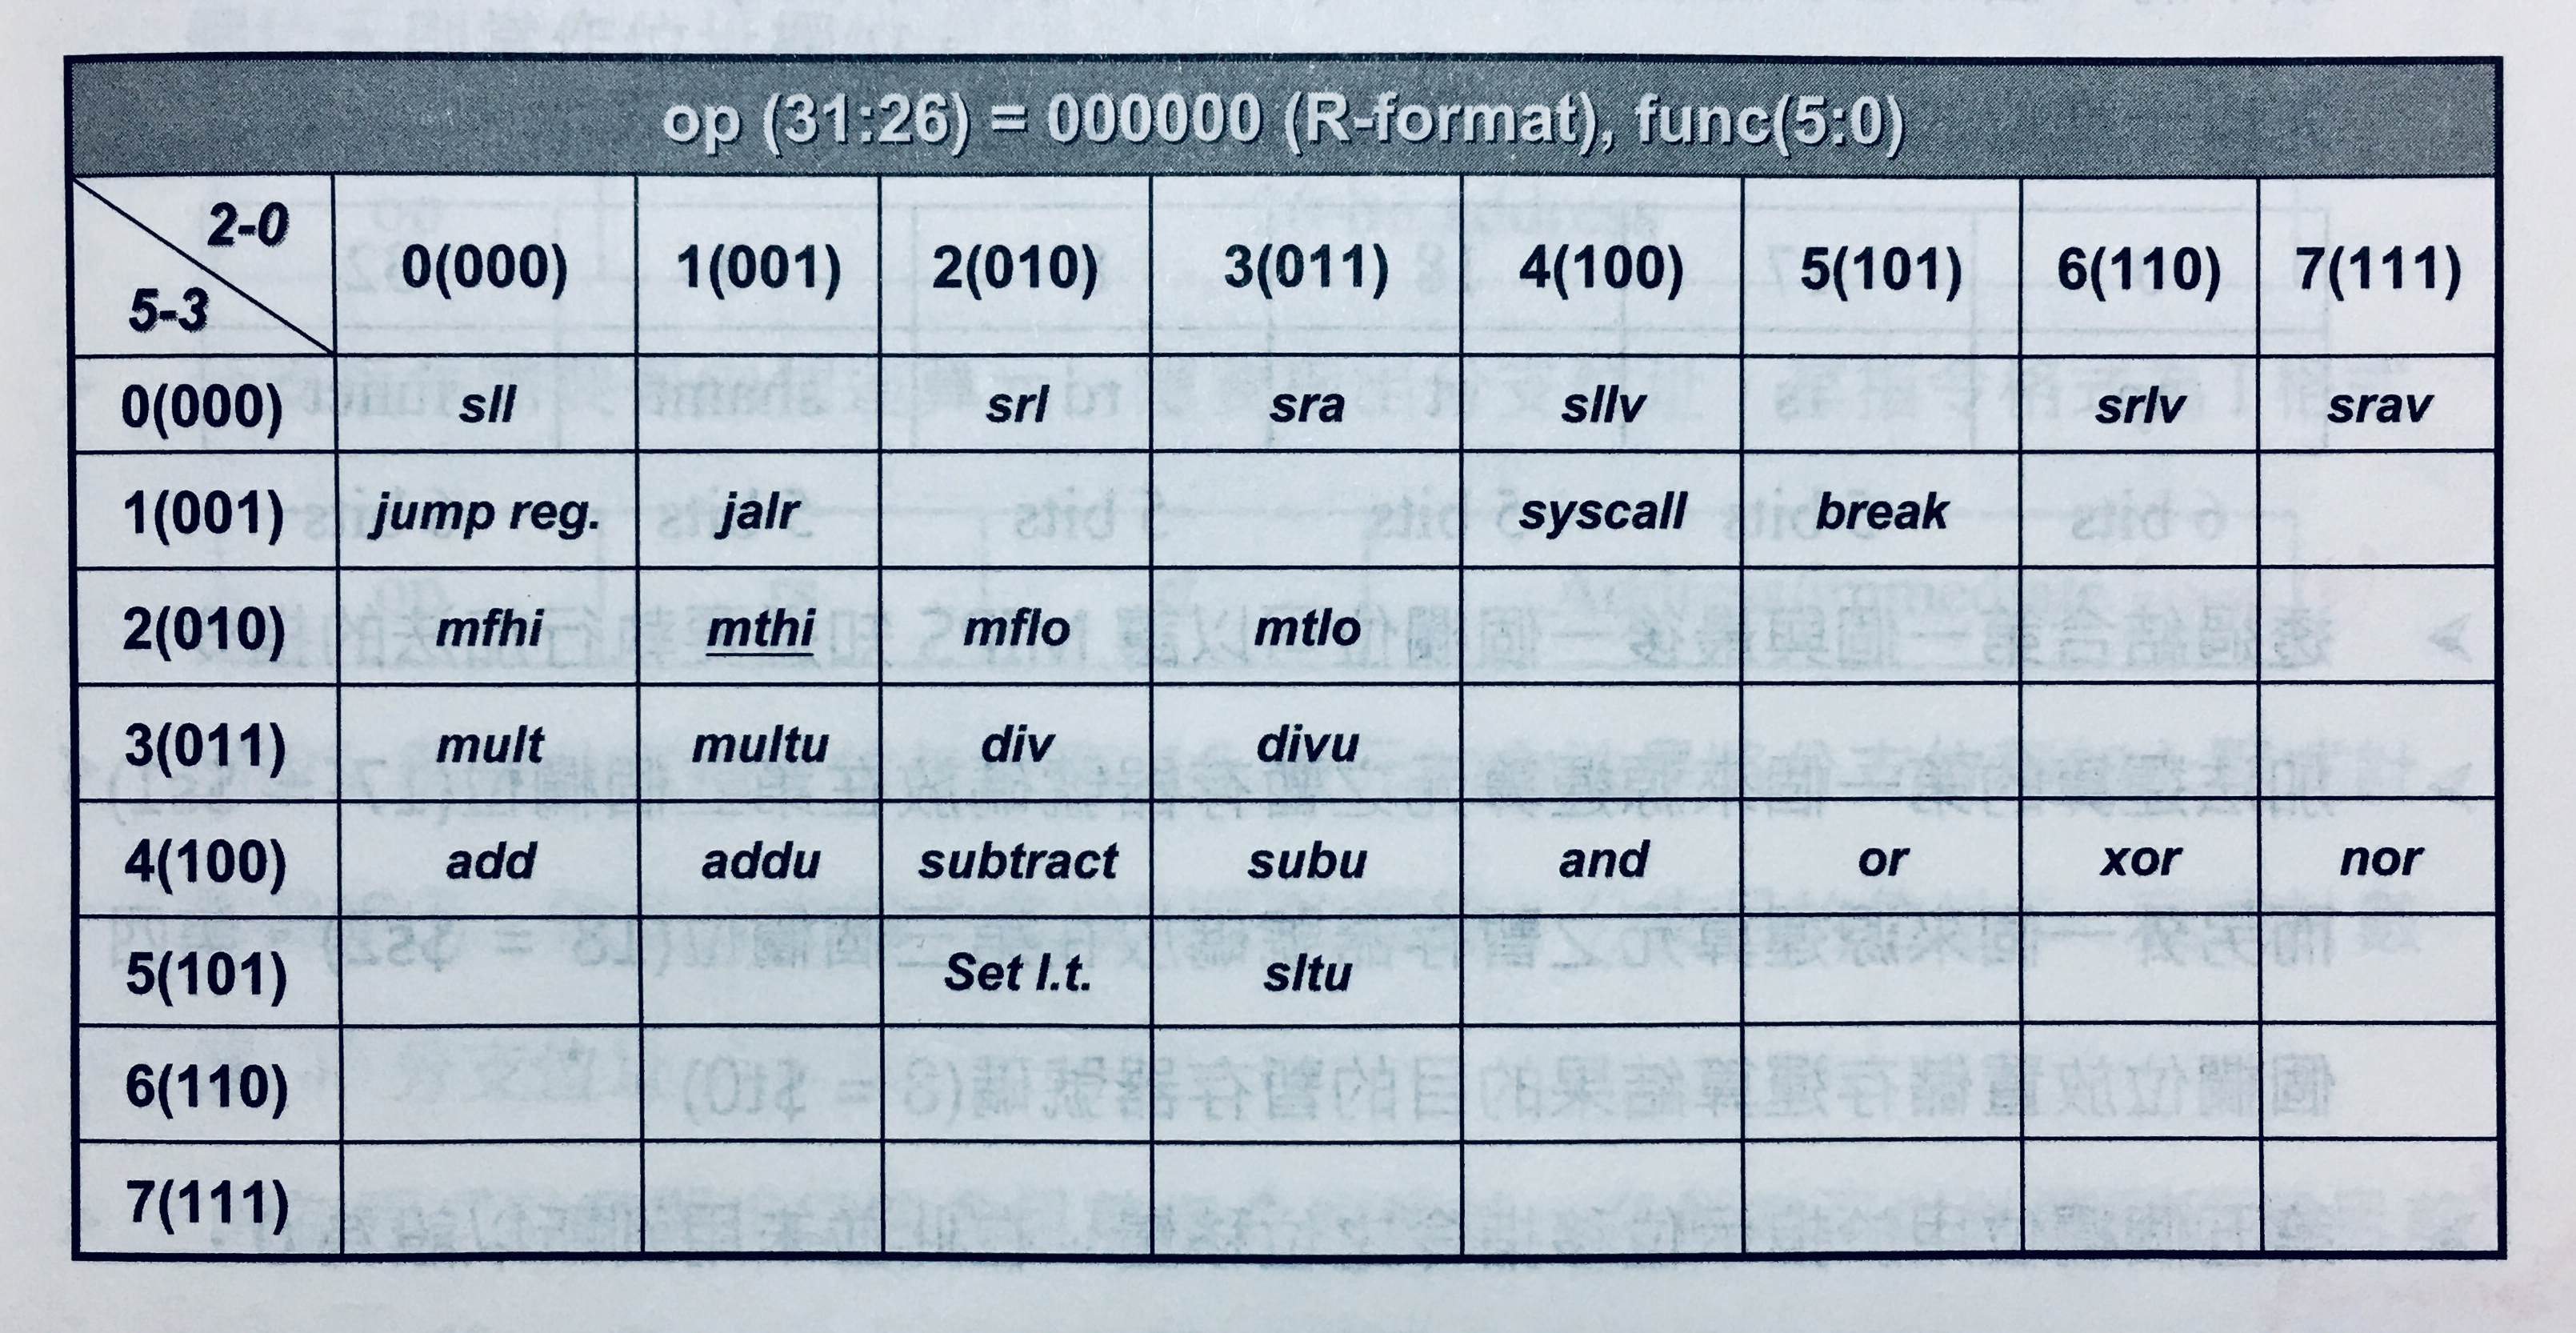 op (31:26) = 000000 (R-format), func(5:0)
2-0
5-3
0(000) 1(001) 2(010) 3(011) 4(100) 5(101) 6(110) 7(111)
0(000) sll srl sra sllv srlv srav
1(001) jump reg. jalr syscall break
2(010) mfhi mthi mflo mtlo
3(011) mult multu div divu
4(100) add addu subtract subu and or xor nor
5(101) Set l.t. sltu
6(110)
7(111)